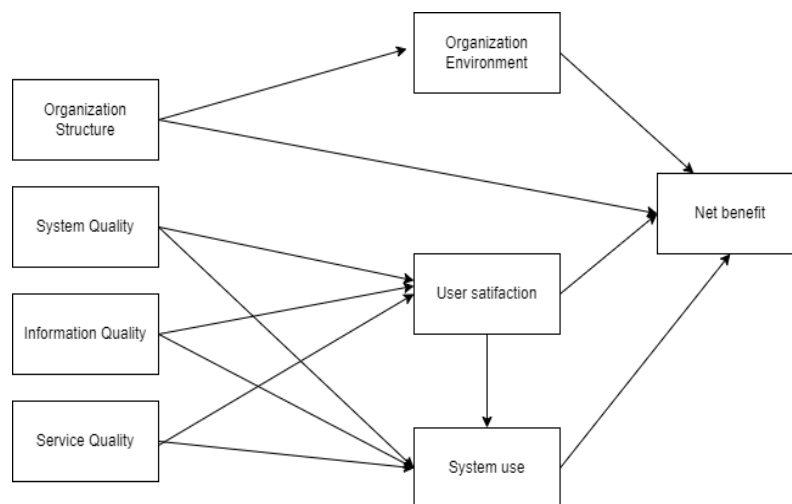 Organization
Environment
Organization
Structure
Net benefit
System Quality
User satifaction
Information Quality
Service Quality
System use